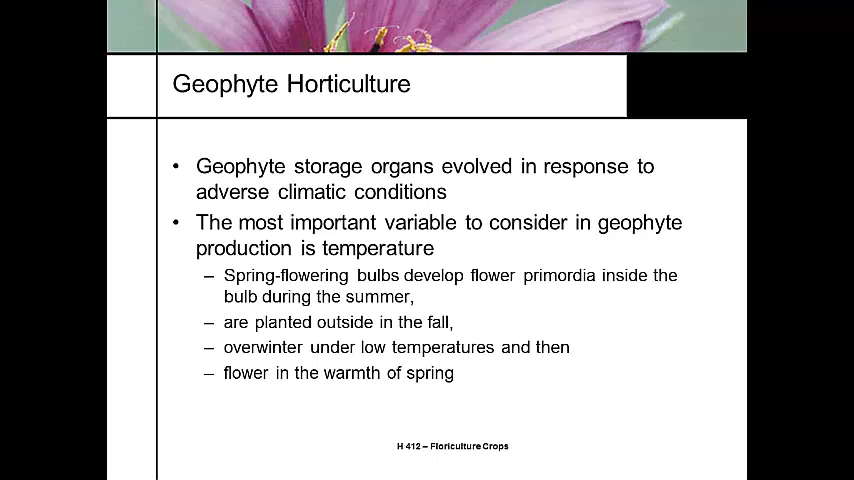 Geophyte Horticulture
• Geophyte storage organs evolved in response to
adverse climatic conditions
• The most important variable to consider in geophyte
production is temperature
– Spring-flowering bulbs develop flower primordia inside the
bulb during the summer,
– are planted outside in the fall,
– overwinter under low temperatures and then
– flower in the warmth of spring
H 412 – Floriculture Crops